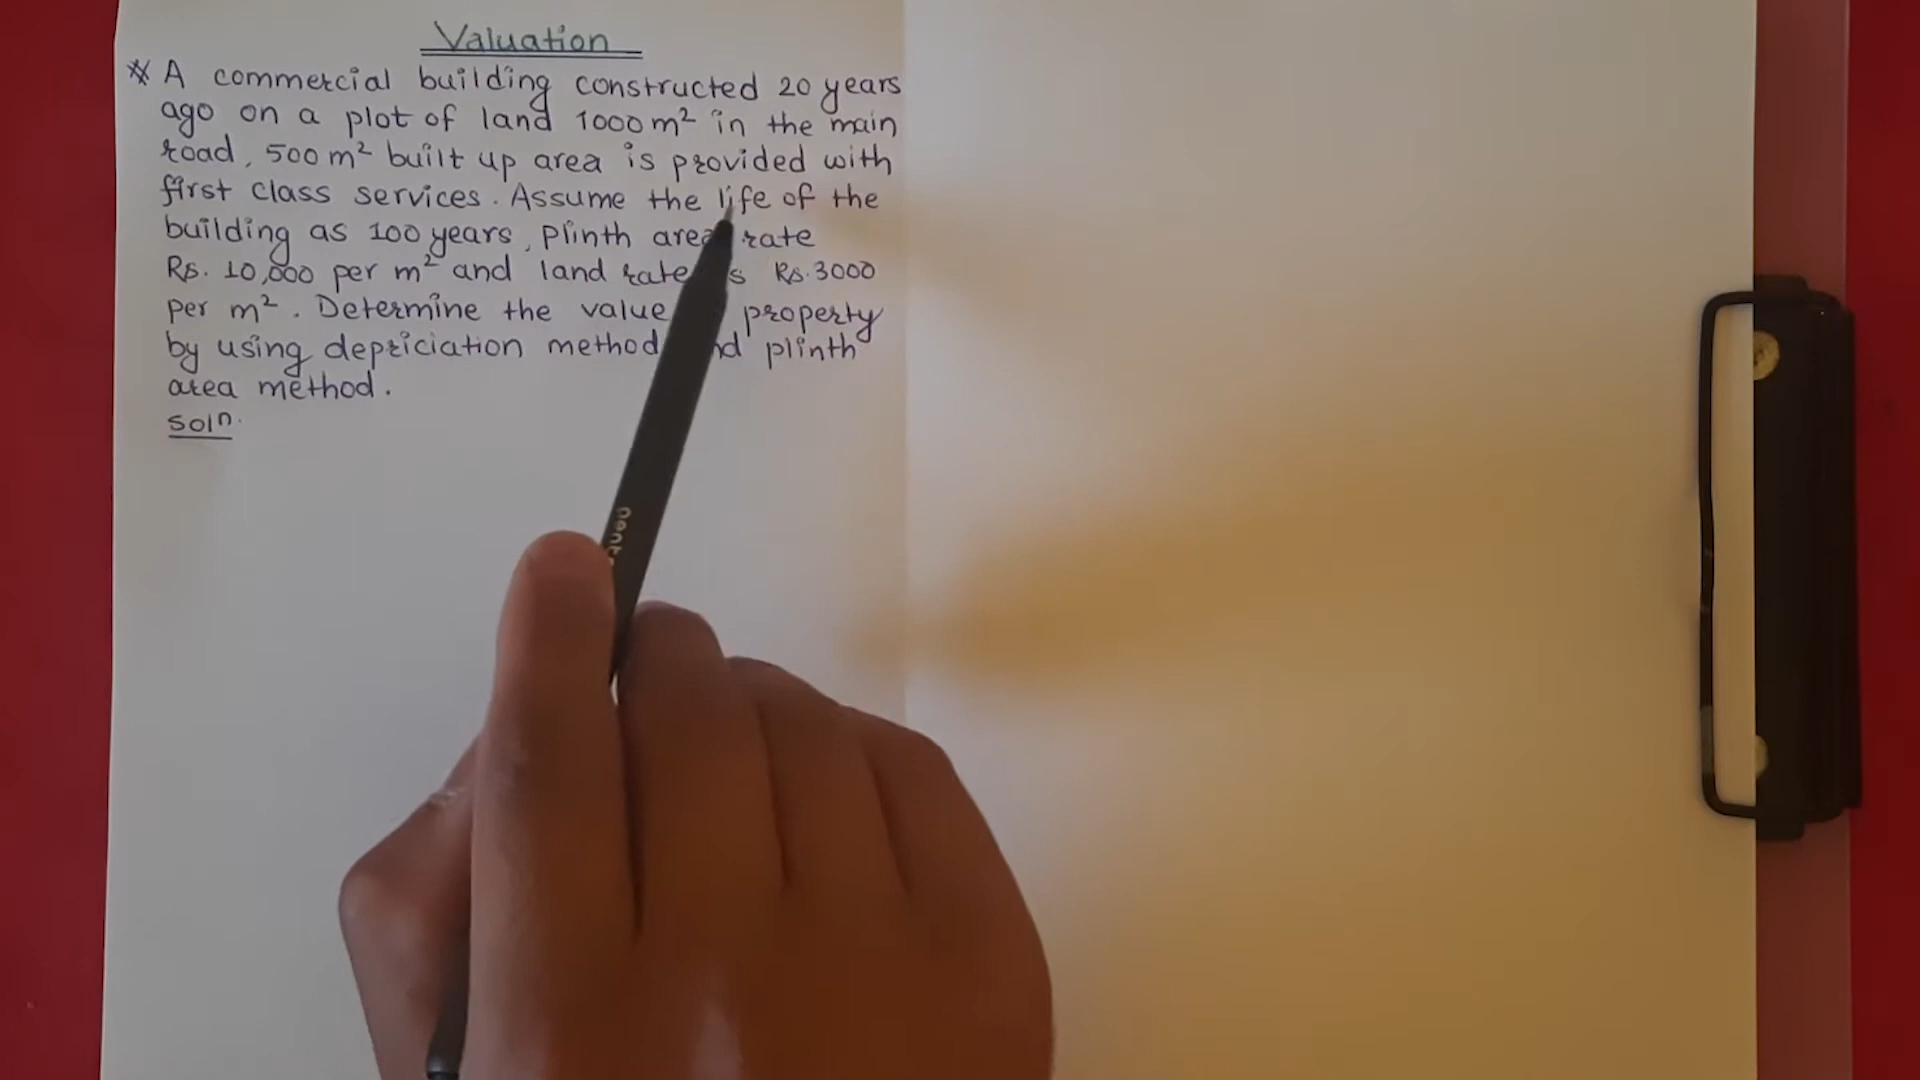 Valuation
* A commercial building constructed 20 years
ago on a plot of land 1000 m² in the main
road, 500 m² built up area is provided with
first class services. Assume the life of the
building as 100 years, plinth area rate
Rs. 10,000 per m² and land rate Rs. 3000
per m². Determine the value property
by using depriciation method plinth
area method.
Solⁿ.